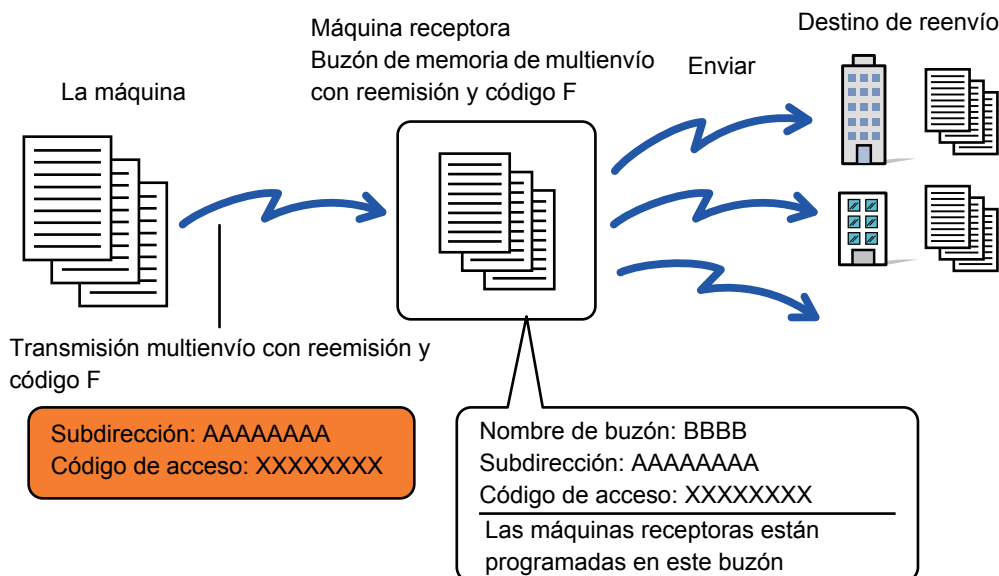 La máquina
Máquina receptora
Buzón de memoria de multienvío
con reemisión y código F
Enviar
Destino de reenvío
Transmisión multienvío con reemisión y
código F
Subdirección: AAAAAAAA
Código de acceso: XXXXXXXX
Nombre de buzón: BBBB
Subdirección: AAAAAAAA
Código de acceso: XXXXXXXX
Las máquinas receptoras están
programadas en este buzón